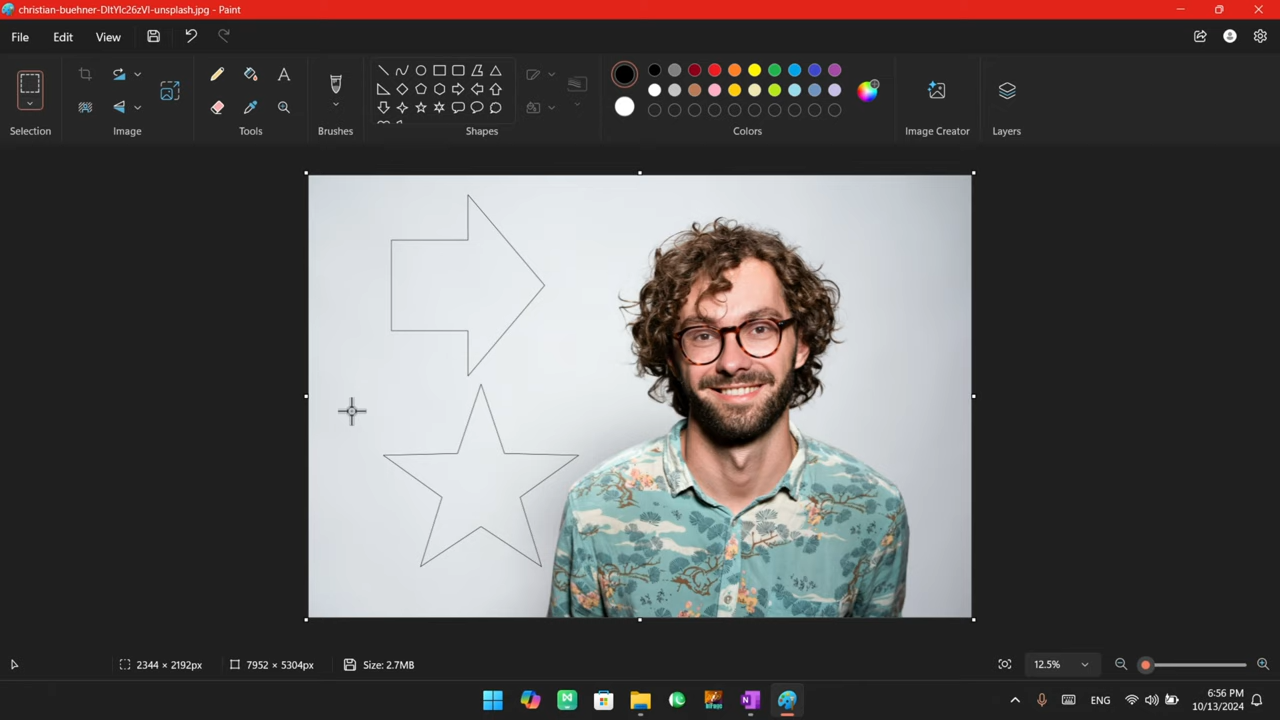 christian-buehner-DItYlc26zVI-unsplash.jpg - Paint
File Edit View
Selection Image Tools Brushes Shapes Colors Image Creator Layers
2344 × 2192px 7952 × 5304px Size: 2.7MB 12.5%
ENG 6:56 PM
10/13/2024